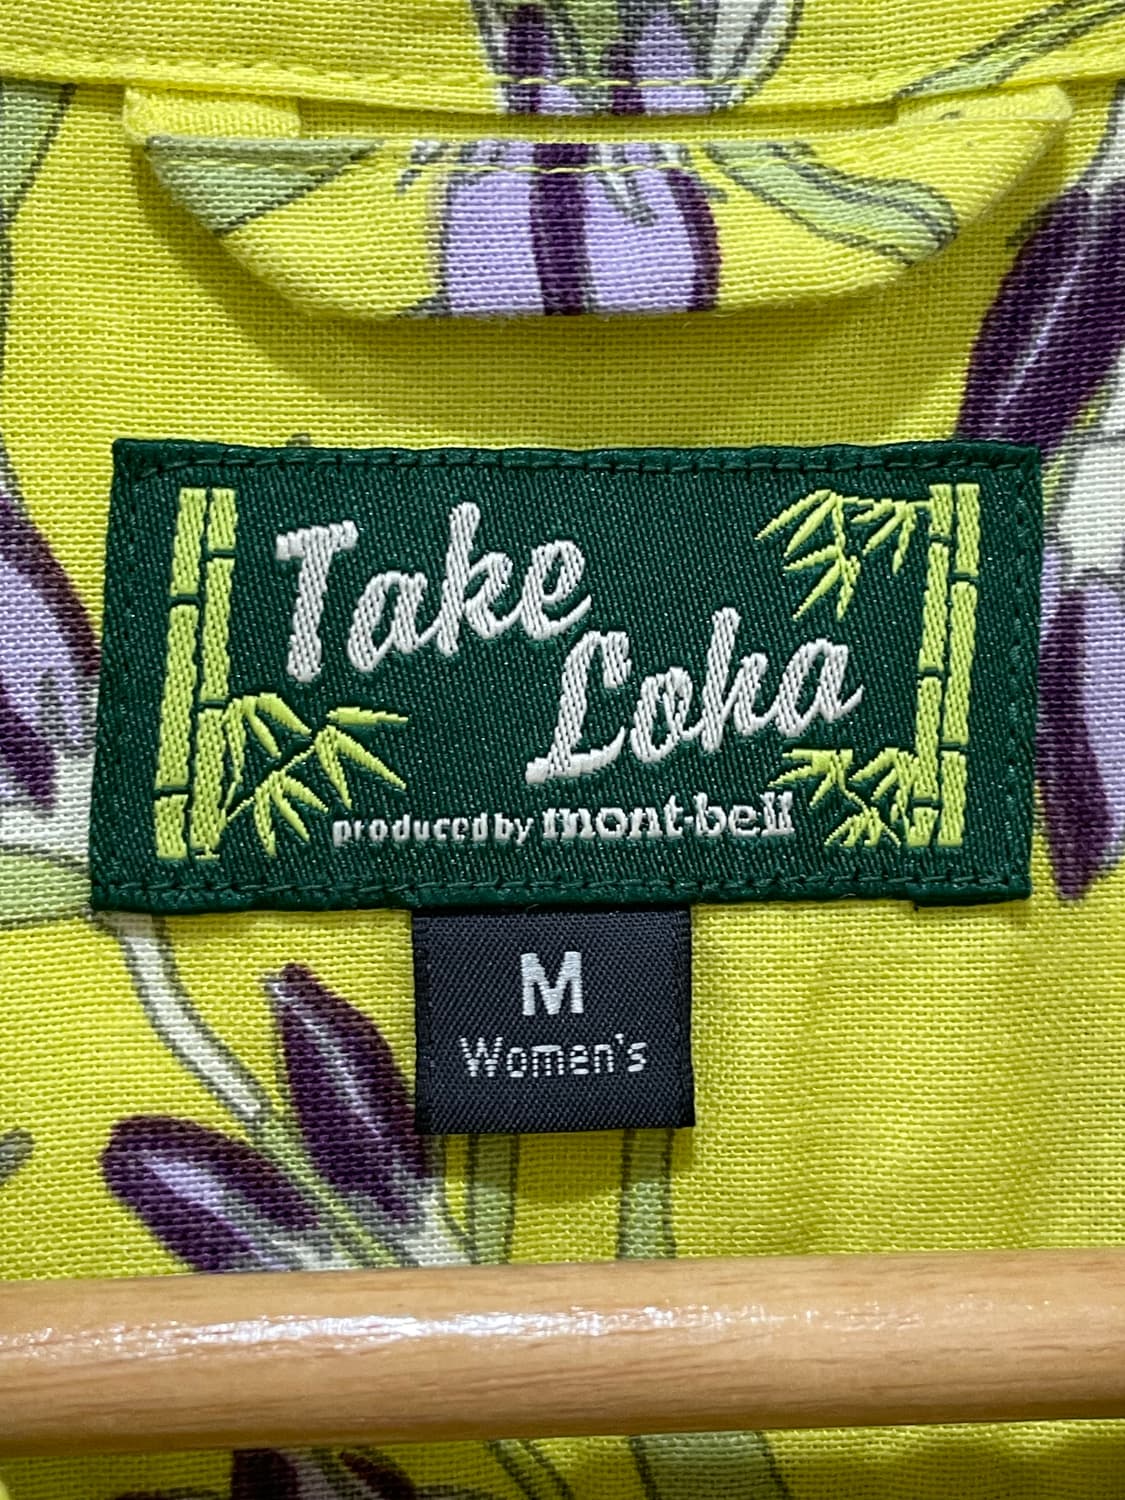 Take
Loha
produced by mont-bell
M
Women's